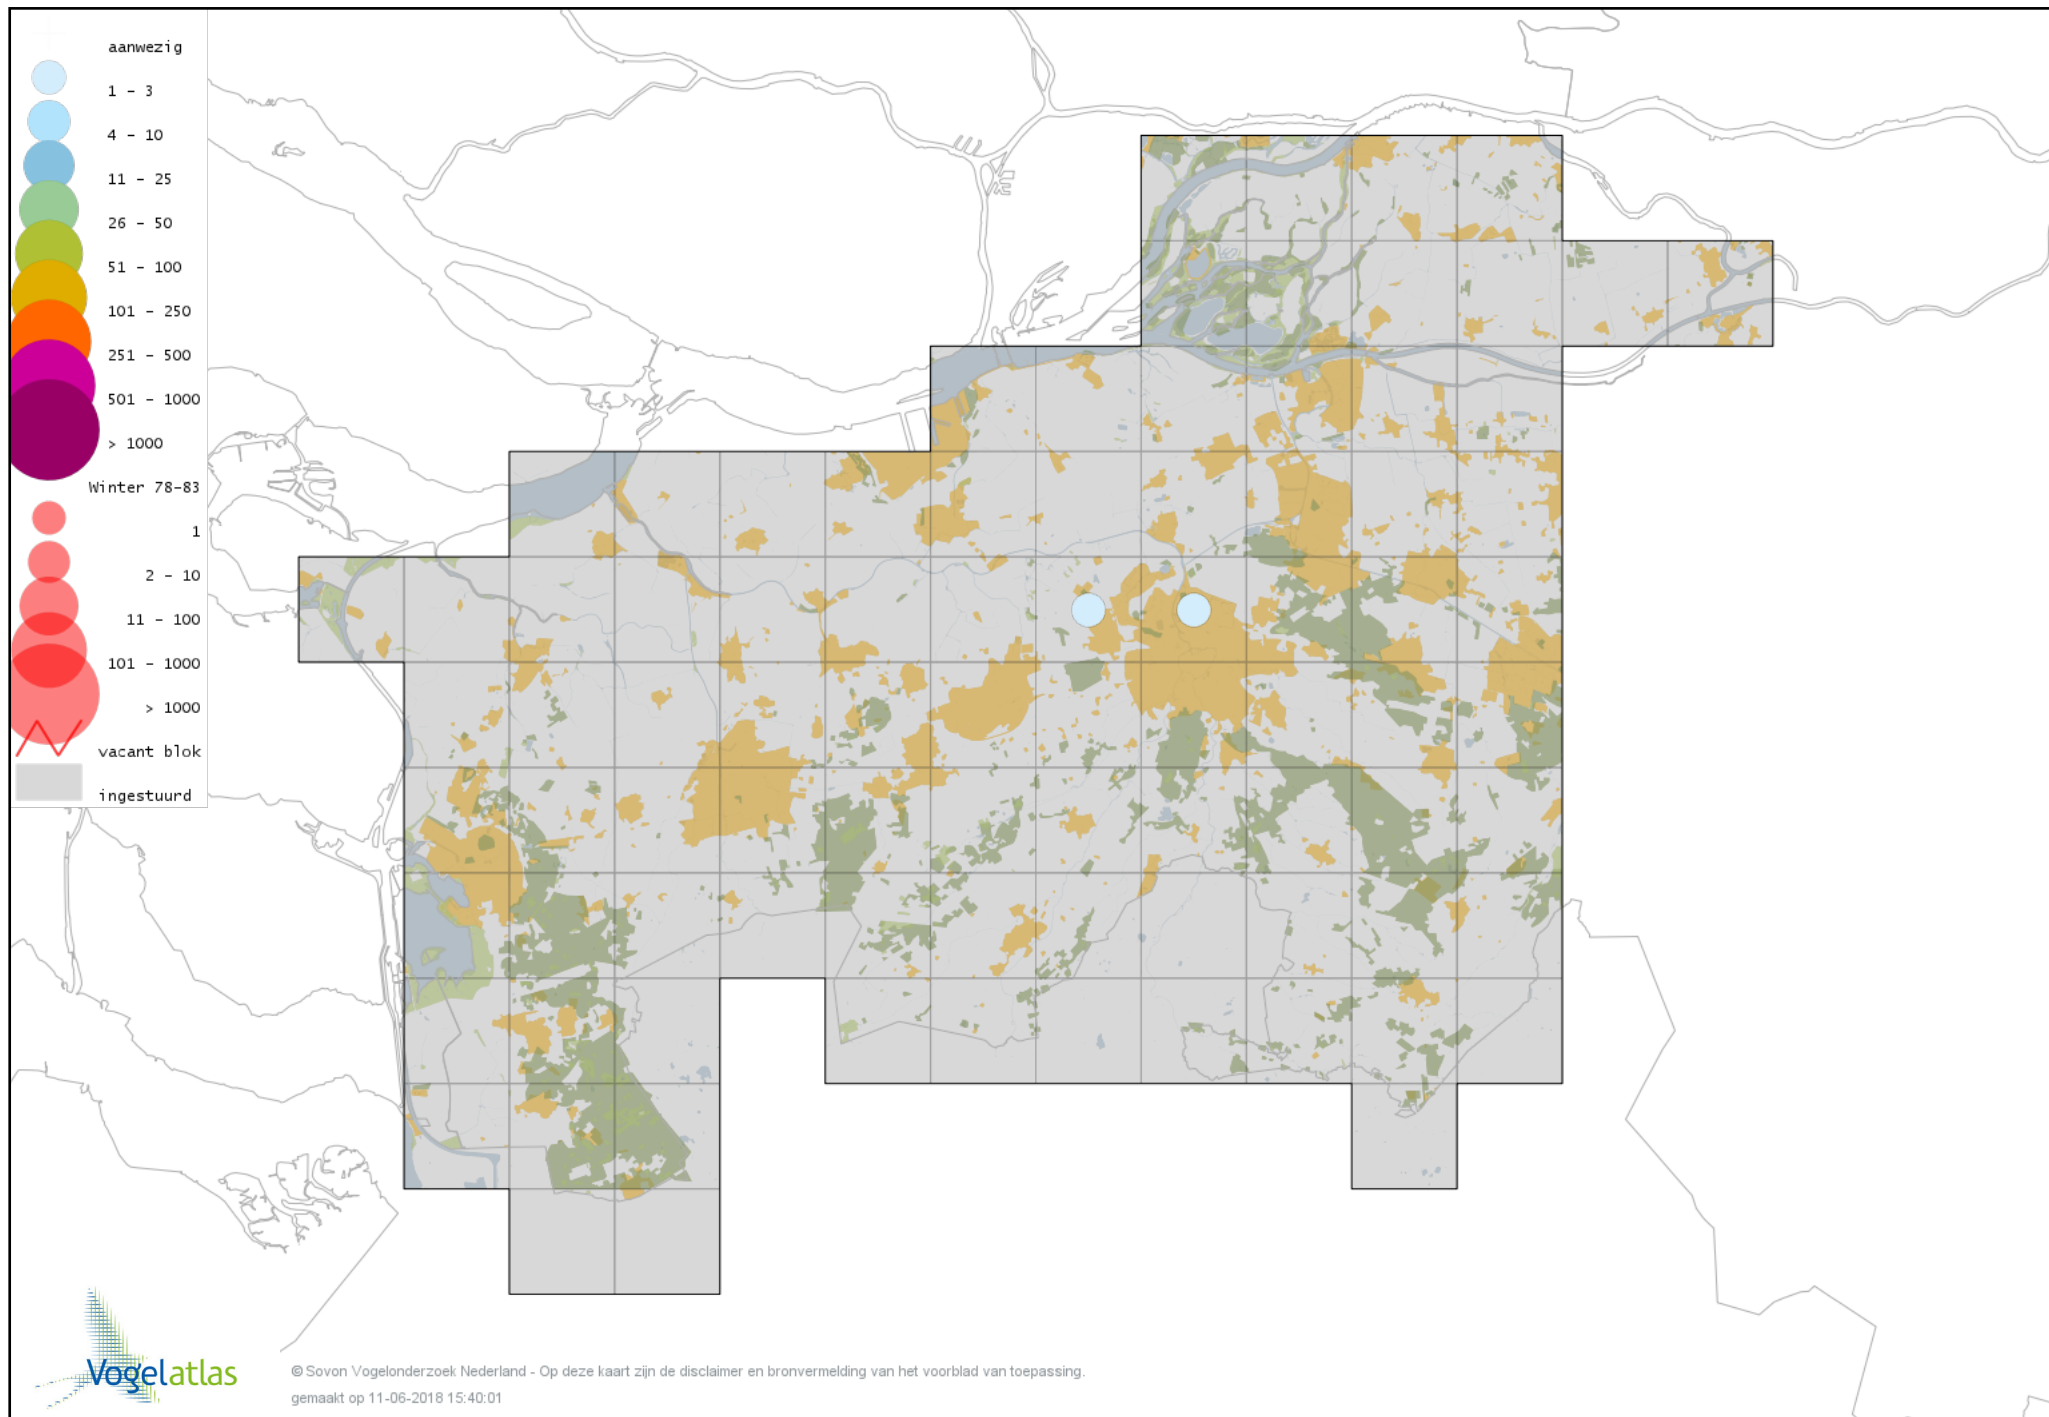 aanwezig
1 - 3
4 - 10
11 - 25
26 - 50
51 - 100
101 - 250
251 - 500
501 - 1000
> 1000
Winter 78-83
1
2 - 10
11 - 100
101 - 1000
> 1000
vacant blok
ingestuurd
Vogelatlas
© Sovon Vogelonderzoek Nederland - Op deze kaart zijn de disclaimer en bronvermelding van het voorblad van toepassing.
gemaakt op 11-06-2018 15:40:01